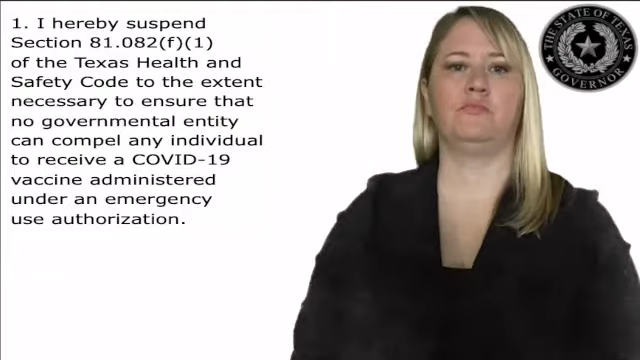 1. I hereby suspend
Section 81.082(f)(1)
of the Texas Health and
Safety Code to the extent
necessary to ensure that
no governmental entity
can compel any individual
to receive a COVID-19
vaccine administered
under an emergency
use authorization.
THE STATE OF TEXAS
GOVERNOR